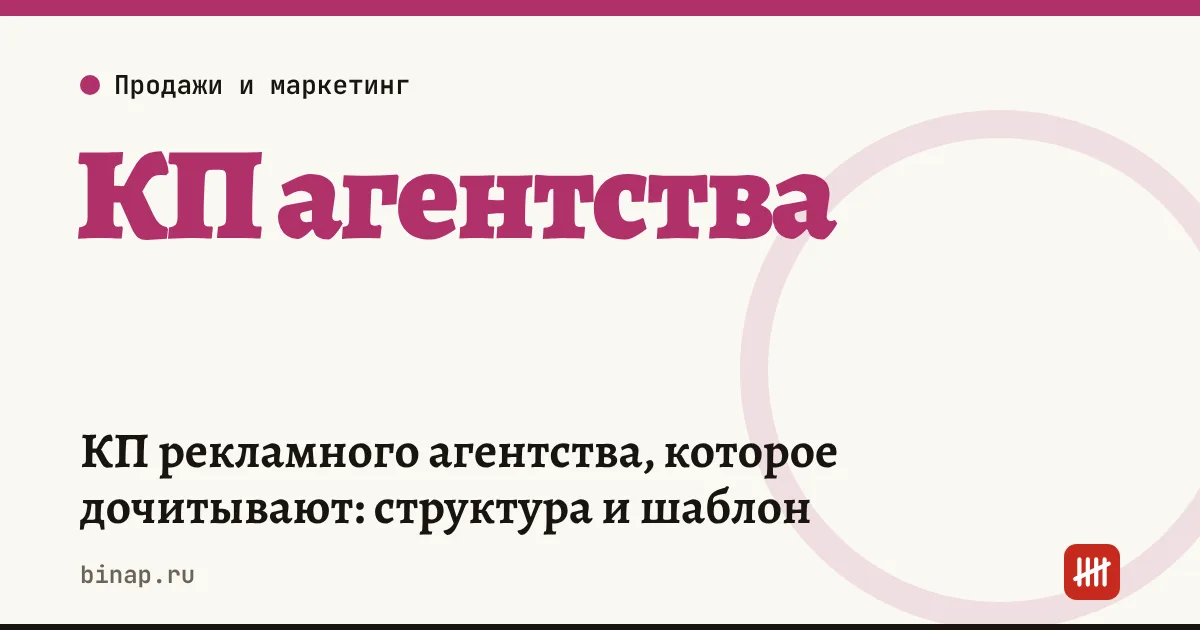 Продажи и маркетинг
КП агентства
КП рекламного агентства, которое
дочитывают: структура и шаблон
binap.ru